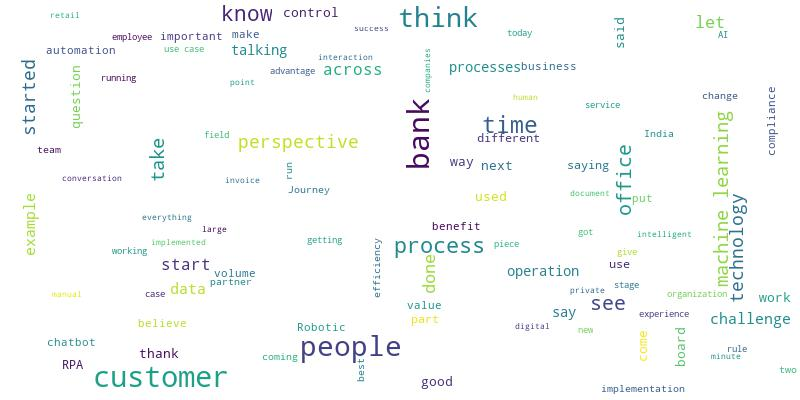 retail
know
control
success
think
today
said
let
AI
employee
important
make
automation
use case
talking
interaction
companies
advantage
across
processes
business
started
question
running
point
human
service
change
compliance
bank
time
different
India
machine learning
team
take
field
perspective
way
next
saying
office
conversation
invoice
run
Journey
used
document
put
example
technology
everything
large
implemented
working
getting
efficiency
benefit
process
piece
got
intelligent
give
start
volume
partner
done
operation
use
manual
case
data
value
part
private
stage
see
organization
work
experience
say
challenge
believe
Robotic
digital
new
come
board
chatbot
thank
people
coming
best
rule
minute
RPA
customer
good
two
implementation